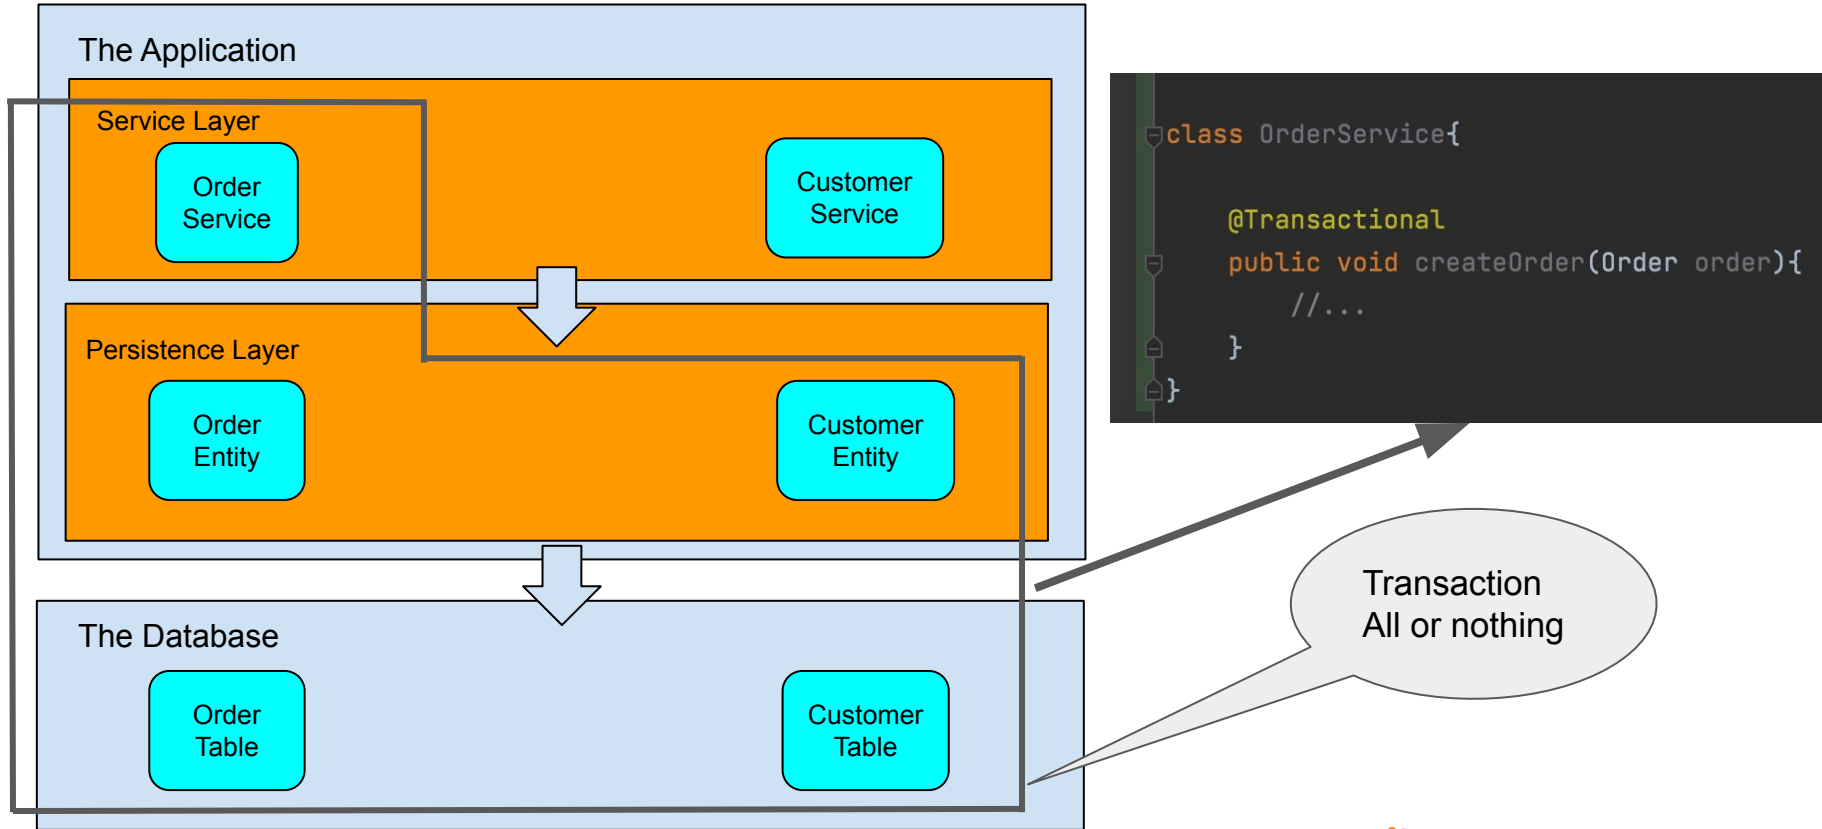 The Application
Service Layer
Order
Service
Customer
Service
Persistence Layer
Order
Entity
Customer
Entity
The Database
Order
Table
Customer
Table
class OrderService{
@Transactional
public void createOrder(Order order){
//...
}
}
Transaction
All or nothing